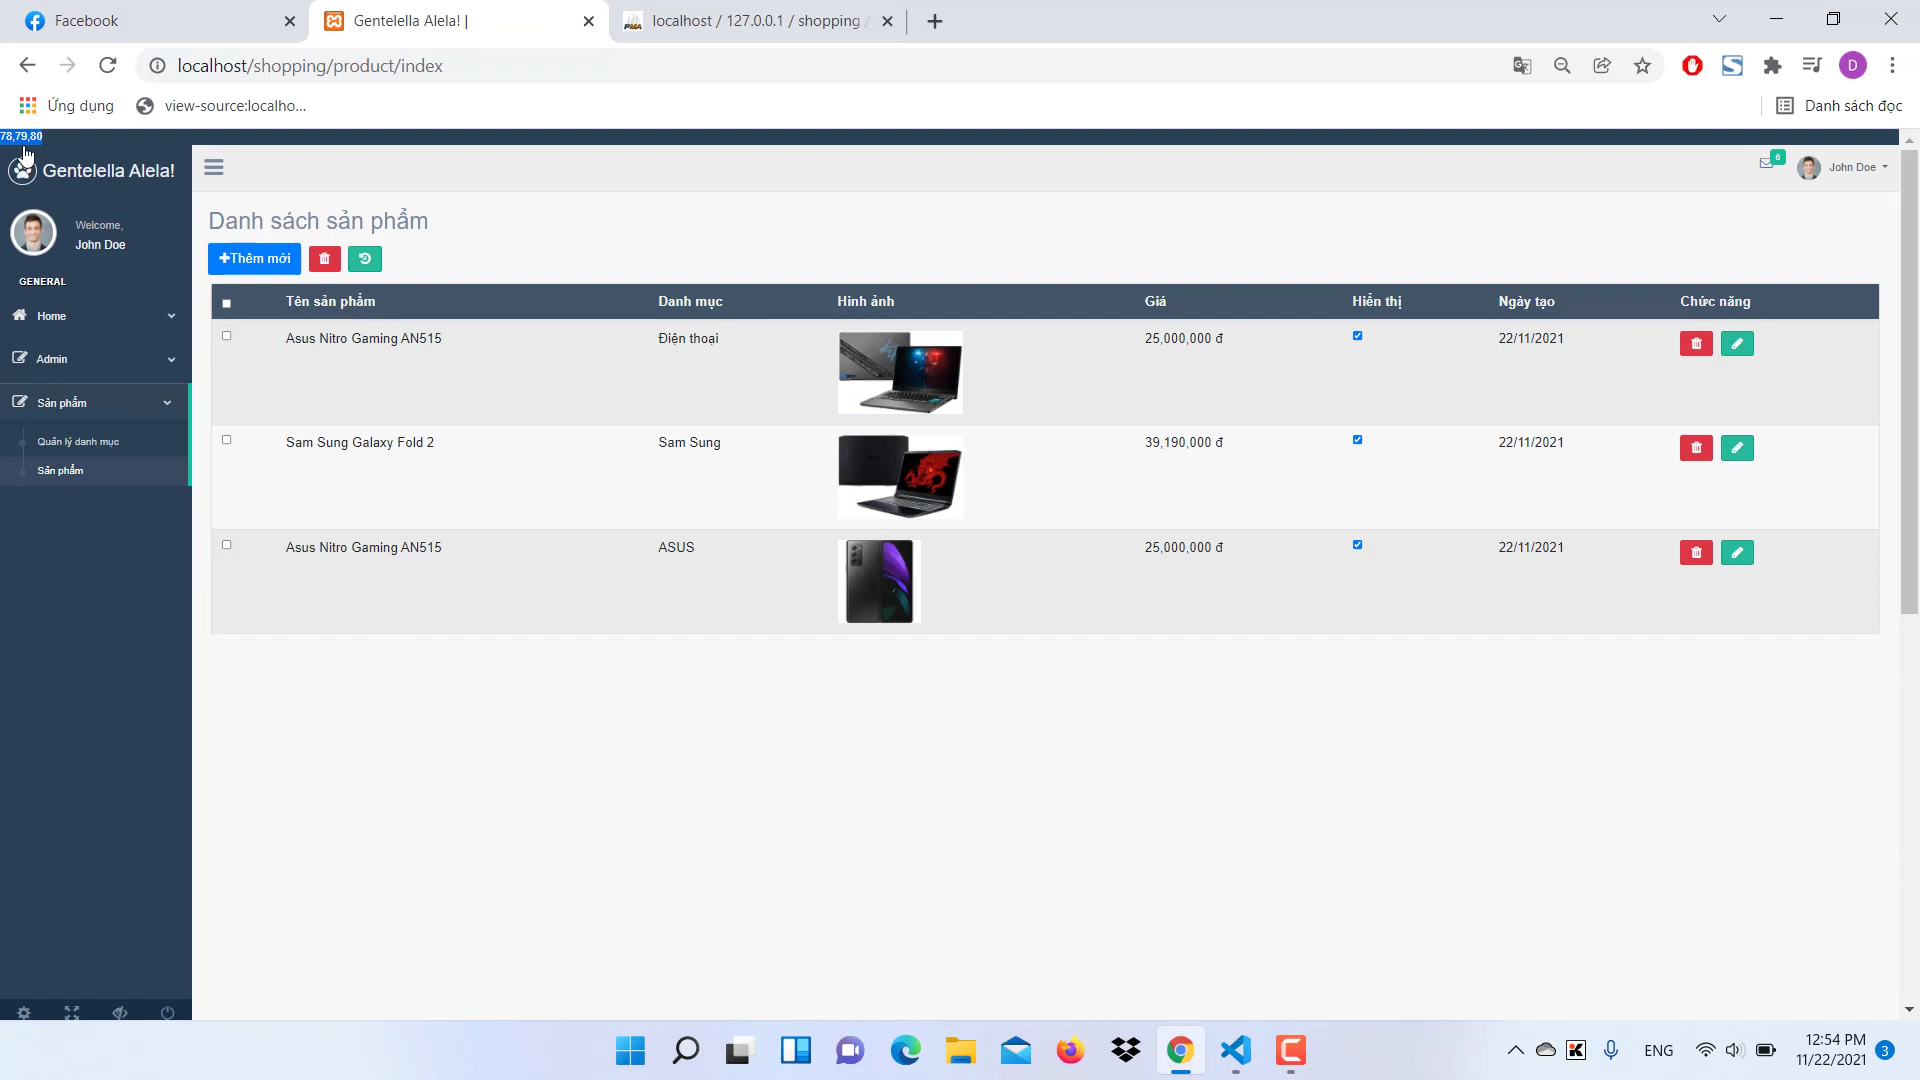 Facebook
Gentelella Alela! |
localhost / 127.0.0.1 / shopping /
localhost/shopping/product/index
D
Ứng dụng
view-source:localho...
Danh sách đọc
78,79,80
Gentelella Alela!
6
John Doe
Welcome,
John Doe
GENERAL
Home
Admin
Sản phẩm
Quản lý danh mục
Sản phẩm
Danh sách sản phẩm
Thêm mới
Tên sản phẩm Danh mục Hình ảnh Giá Hiển thị Ngày tạo Chức năng
Asus Nitro Gaming AN515 Điện thoại 25,000,000 đ 22/11/2021
Sam Sung Galaxy Fold 2 Sam Sung 39,190,000 đ 22/11/2021
Asus Nitro Gaming AN515 ASUS 25,000,000 đ 22/11/2021
ENG
12:54 PM
11/22/2021
3